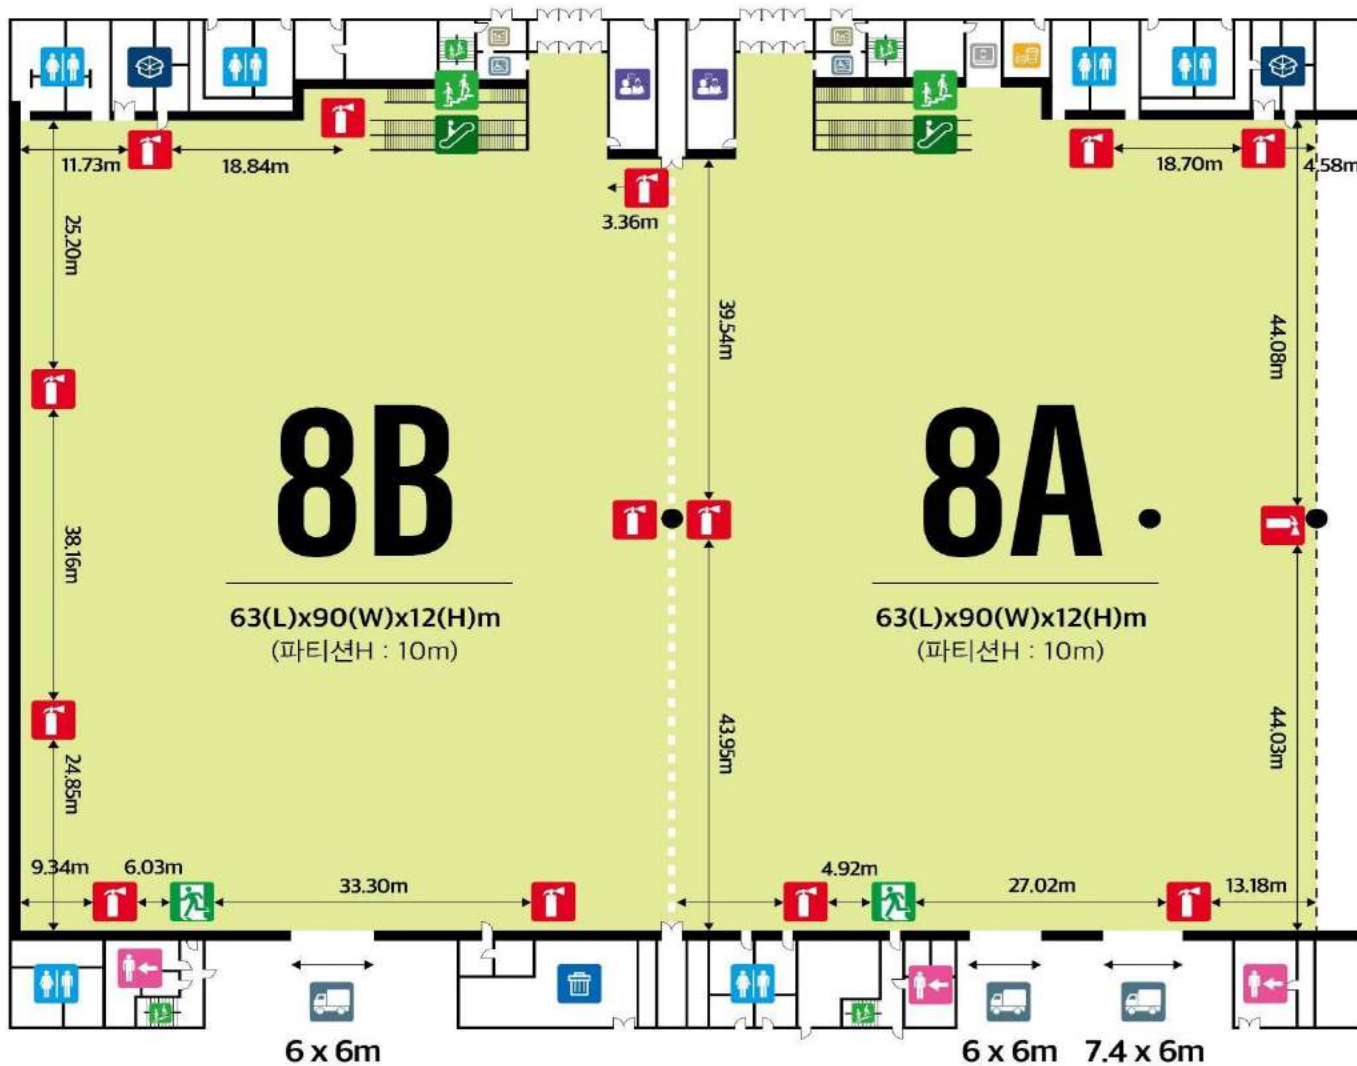 11.73m
18.84m
18.70m
4.58m
3.36m
25.20m
39.54m
44.08m
8B
8A
38.16m
63(L)x90(W)x12(H)m
(파티션H : 10m)
63(L)x90(W)x12(H)m
(파티션H : 10m)
43.95m
44.03m
24.85m
9.34m
6.03m
33.30m
4.92m
27.02m
13.18m
6 x 6m
6 x 6m
7.4 x 6m